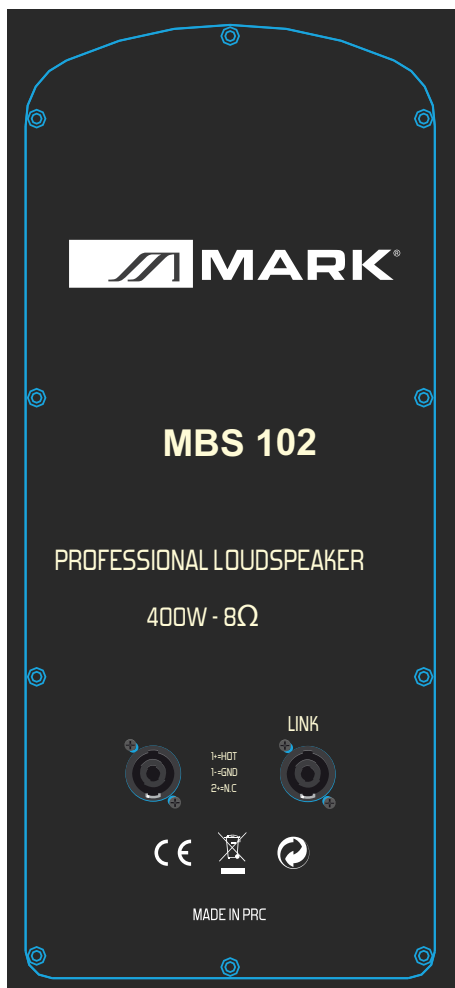 MARK®
MBS 102
PROFESSIONAL LOUDSPEAKER
400W - 8Ω
LINK
1+=HOT
1-=GND
2+=N.C
CE
MADE IN PRC